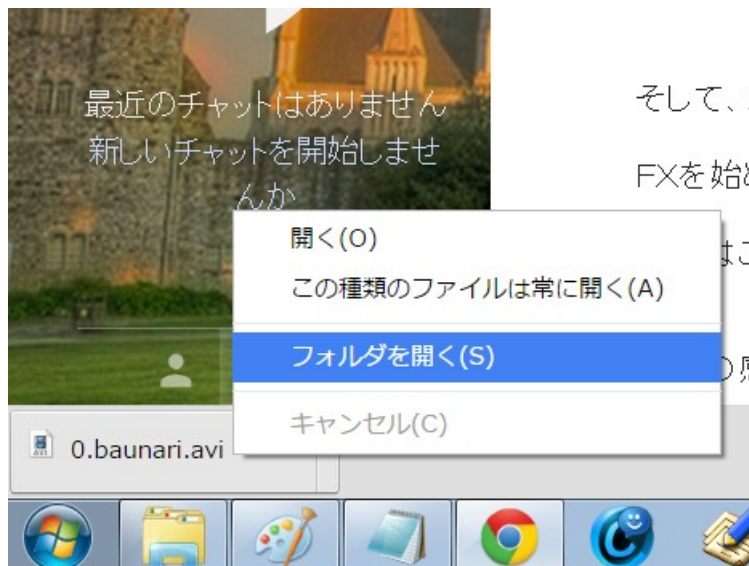 最近のチャットはありません
新しいチャットを開始しませ
んか
そして、
FXを始め
開く(O)
この種類のファイルは常に開く(A)
フォルダを開く(S)
キャンセル(C)
0.baunari.avi